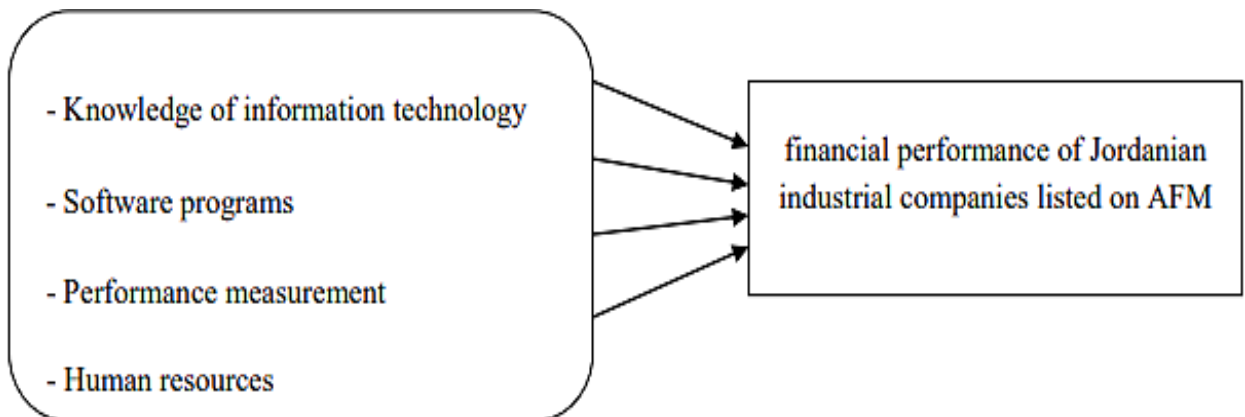 - Knowledge of information technology
- Software programs
- Performance measurement
- Human resources
financial performance of Jordanian
industrial companies listed on AFM